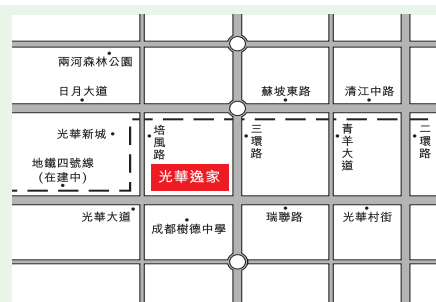 兩河森林公園
日月大道
蘇坡東路
清江中路
光華新城
培風路
三環路
青羊大道
二環路
地鐵四號線
(在建中)
光華逸家
光華大道
成都樹德中學
瑞聯路
光華村街